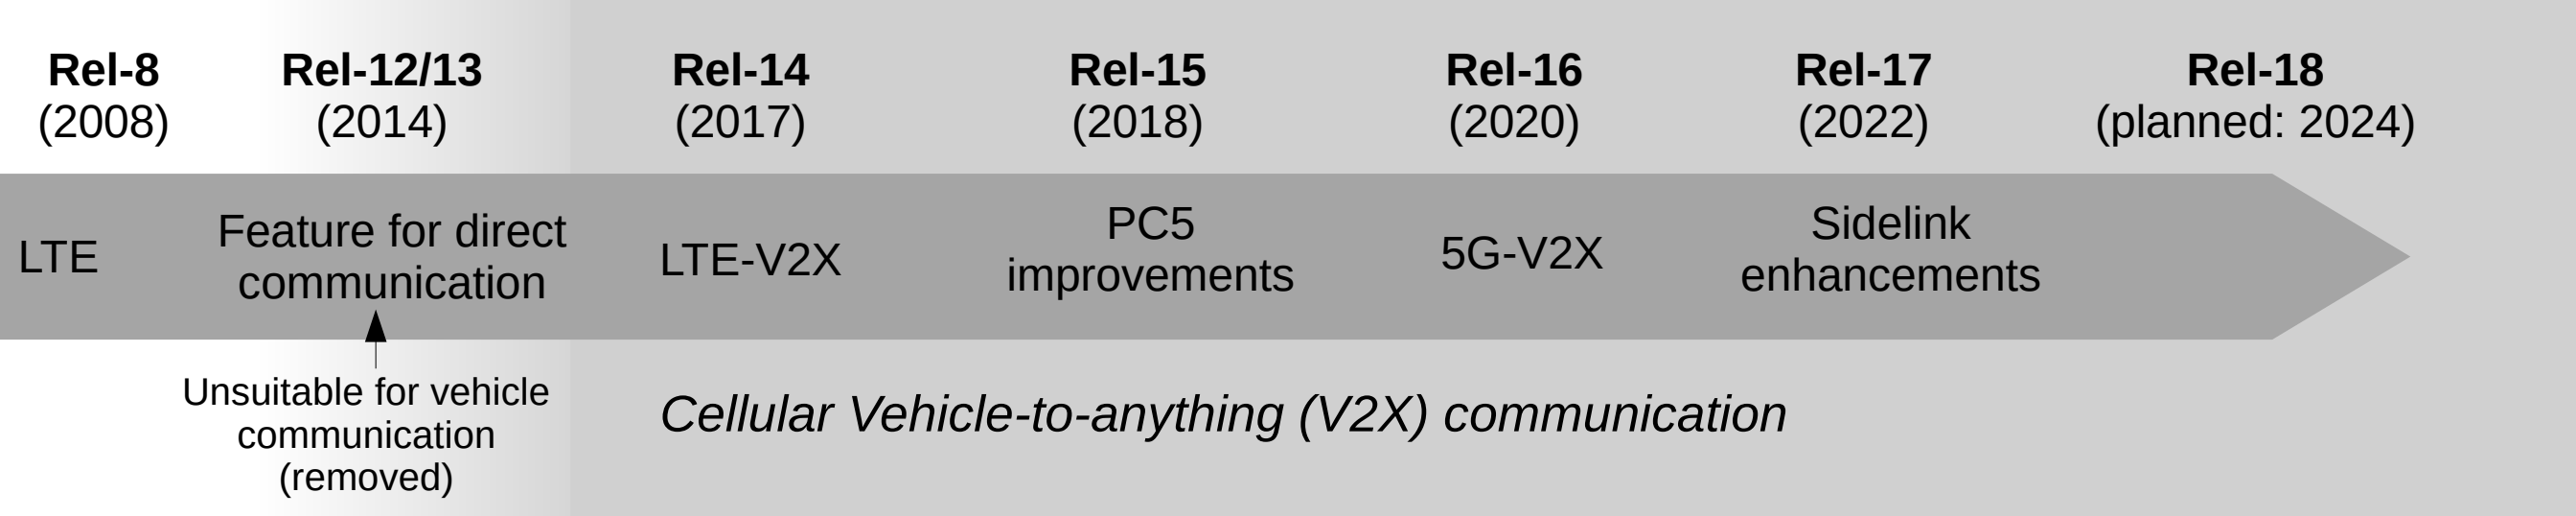 Rel-8
(2008)
Rel-12/13
(2014)
Rel-14
(2017)
Rel-15
(2018)
Rel-16
(2020)
Rel-17
(2022)
Rel-18
(planned: 2024)
LTE
Feature for direct
communication
LTE-V2X
PC5
improvements
5G-V2X
Sidelink
enhancements
Unsuitable for vehicle
communication
(removed)
Cellular Vehicle-to-anything (V2X) communication